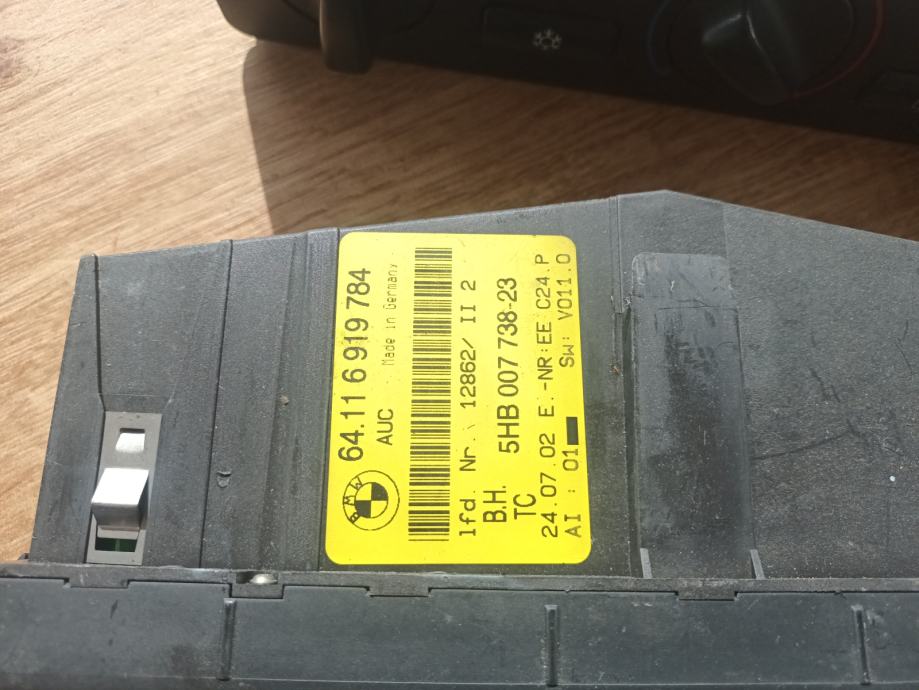 BMW
64.11 6 919 784
AUC
Made in Germany
lfd. Nr. 12862/ II 2
B.H.
TC
5HB 007 738-23
24.07.02 E.-NR:EE C24.P
AI : 01
SW: V011.0